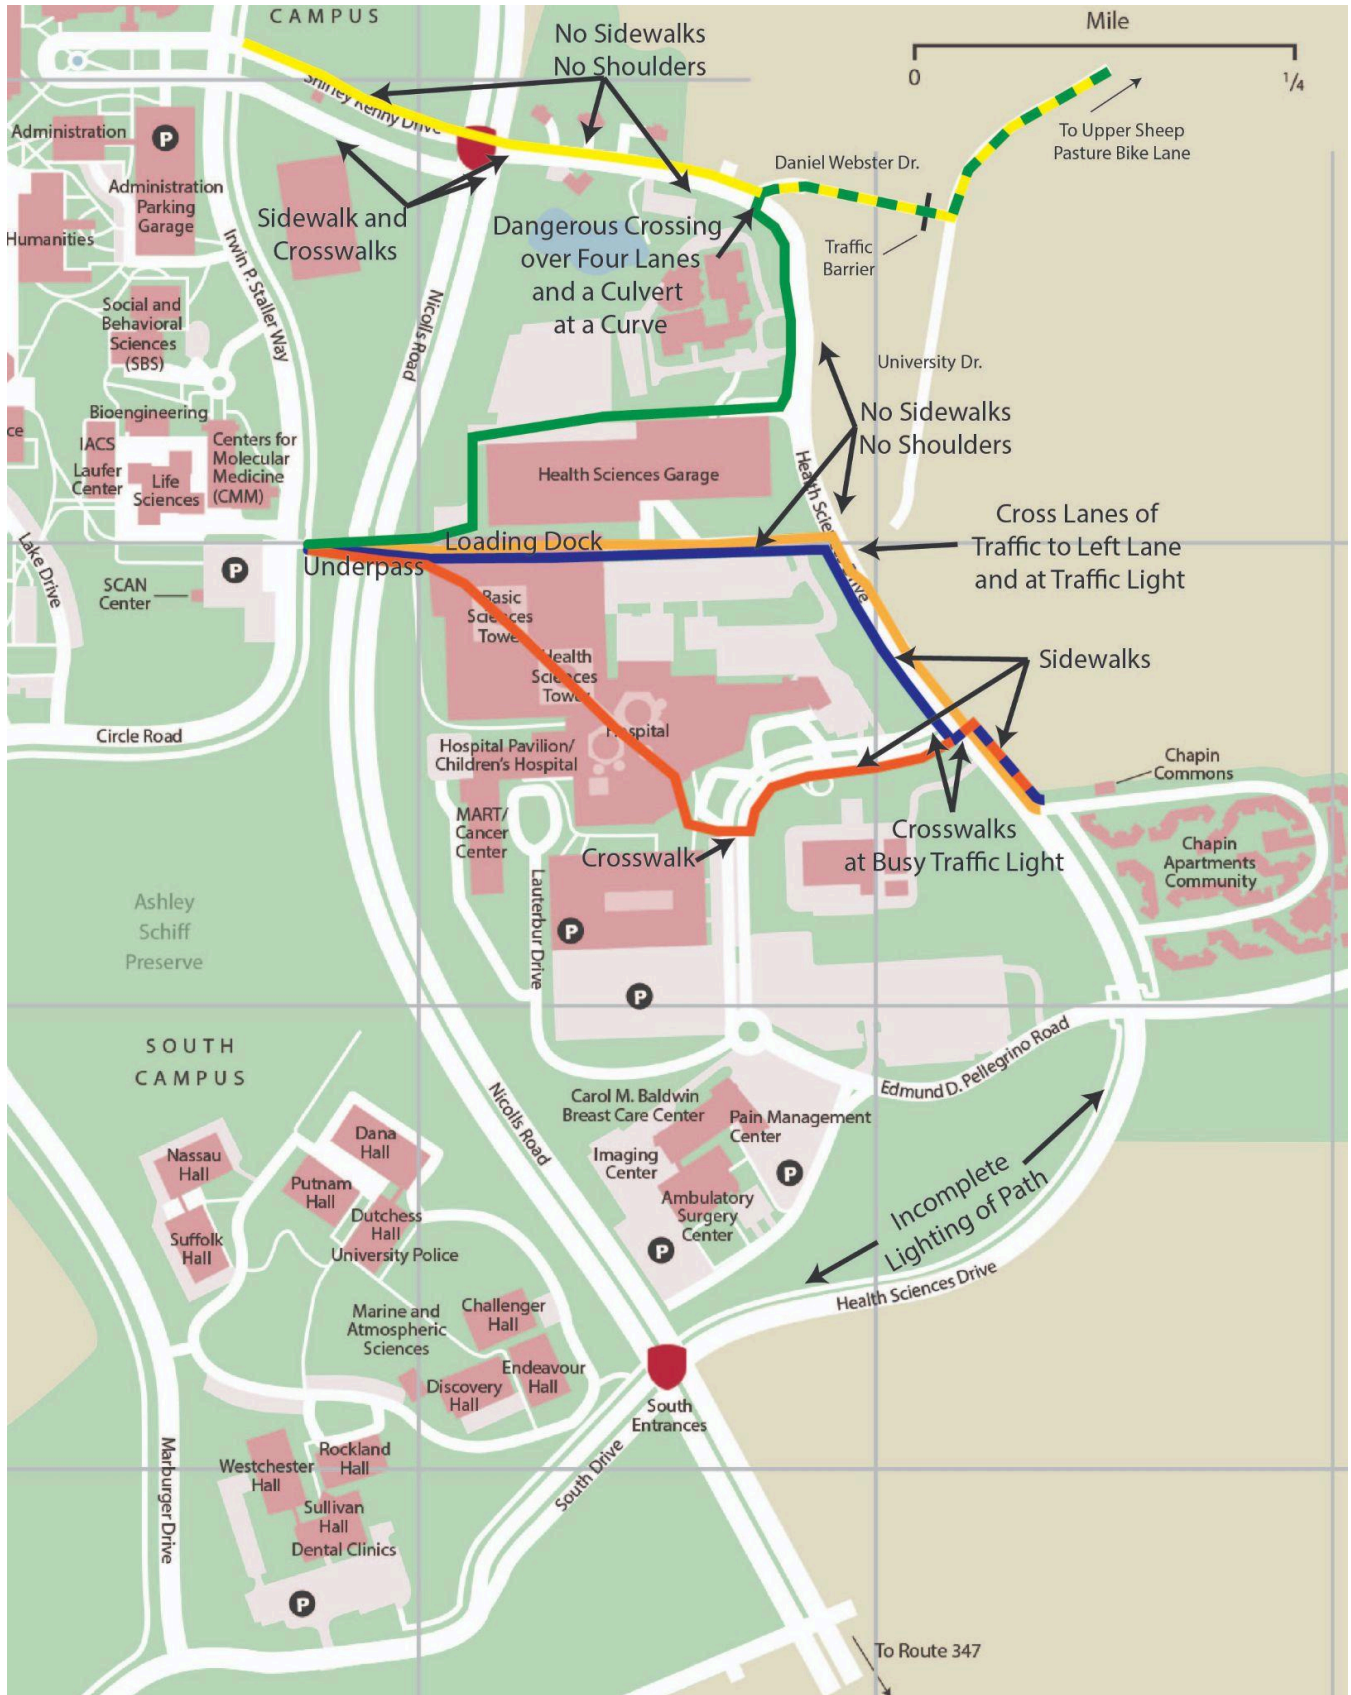 CAMPUS
Mile
0
1/4
No Sidewalks
No Shoulders
Shirley Kenny Drive
To Upper Sheep
Pasture Bike Lane
Administration
P
Administration
Parking
Garage
Humanities
Sidewalk and
Crosswalks
Daniel Webster Dr.
Dangerous Crossing
over Four Lanes
and a Culvert
at a Curve
Traffic
Barrier
Irwin P. Staller Way
Nicolls Road
Social and
Behavioral
Sciences
(SBS)
University Dr.
Bioengineering
ce
IACS
Laufer
Center
Life
Sciences
Centers for
Molecular
Medicine
(CMM)
No Sidewalks
No Shoulders
Health Sciences Garage
Health Sciences Drive
Cross Lanes of
Traffic to Left Lane
and at Traffic Light
Loading Dock
Underpass
Lake Drive
P
SCAN
Center
Basic
Sciences
Tower
Health
Sciences
Tower
Sidewalks
Hospital
Circle Road
Hospital Pavilion/
Children's Hospital
Chapin
Commons
MART/
Cancer
Center
Crosswalk
Crosswalks
at Busy Traffic Light
Chapin
Apartments
Community
Lauterbur Drive
P
Ashley
Schiff
Preserve
P
SOUTH
CAMPUS
Edmund D. Pellegrino Road
Nicolls Road
Carol M. Baldwin
Breast Care Center
Pain Management
Center
Dana
Hall
Nassau
Hall
Putnam
Hall
Imaging
Center
P
Dutchess
Hall
Ambulatory
Surgery
Center
Incomplete
Lighting of Path
Suffolk
Hall
University Police
P
Health Sciences Drive
Marine and
Atmospheric
Sciences
Challenger
Hall
Endeavour
Hall
Discovery
Hall
South
Entrances
Marburger Drive
Westchester
Hall
Rockland
Hall
South Drive
Sullivan
Hall
Dental Clinics
P
To Route 347